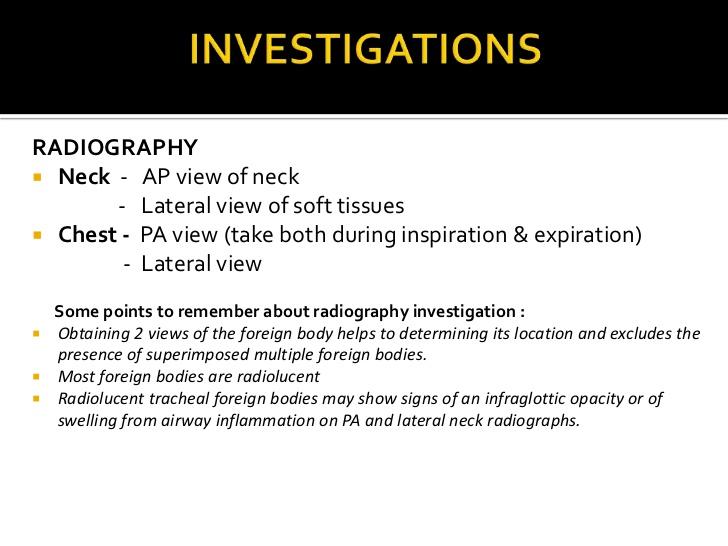 INVESTIGATIONS
RADIOGRAPHY
▪ Neck - AP view of neck
- Lateral view of soft tissues
▪ Chest - PA view (take both during inspiration & expiration)
- Lateral view
Some points to remember about radiography investigation :
▪ Obtaining 2 views of the foreign body helps to determining its location and excludes the
presence of superimposed multiple foreign bodies.
▪ Most foreign bodies are radiolucent
▪ Radiolucent tracheal foreign bodies may show signs of an infraglottic opacity or of
swelling from airway inflammation on PA and lateral neck radiographs.